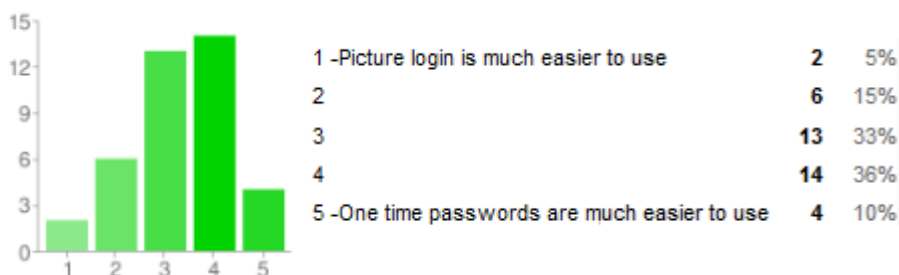 15
12
9
6
3
0
1 2 3 4 5
1 -Picture login is much easier to use 2 5%
2 6 15%
3 13 33%
4 14 36%
5 -One time passwords are much easier to use 4 10%